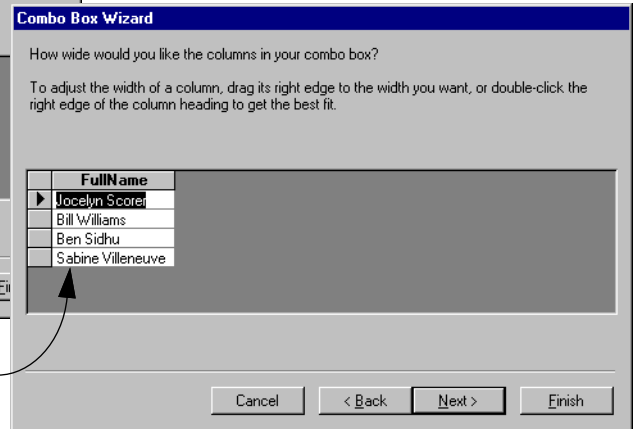 Combo Box Wizard
How wide would you like the columns in your combo box?
To adjust the width of a column, drag its right edge to the width you want, or double-click the
right edge of the column heading to get the best fit.
FullName
Jocelyn Scorer
Bill Williams
Ben Sidhu
Sabine Villeneuve
Cancel
< Back
Next >
Finish